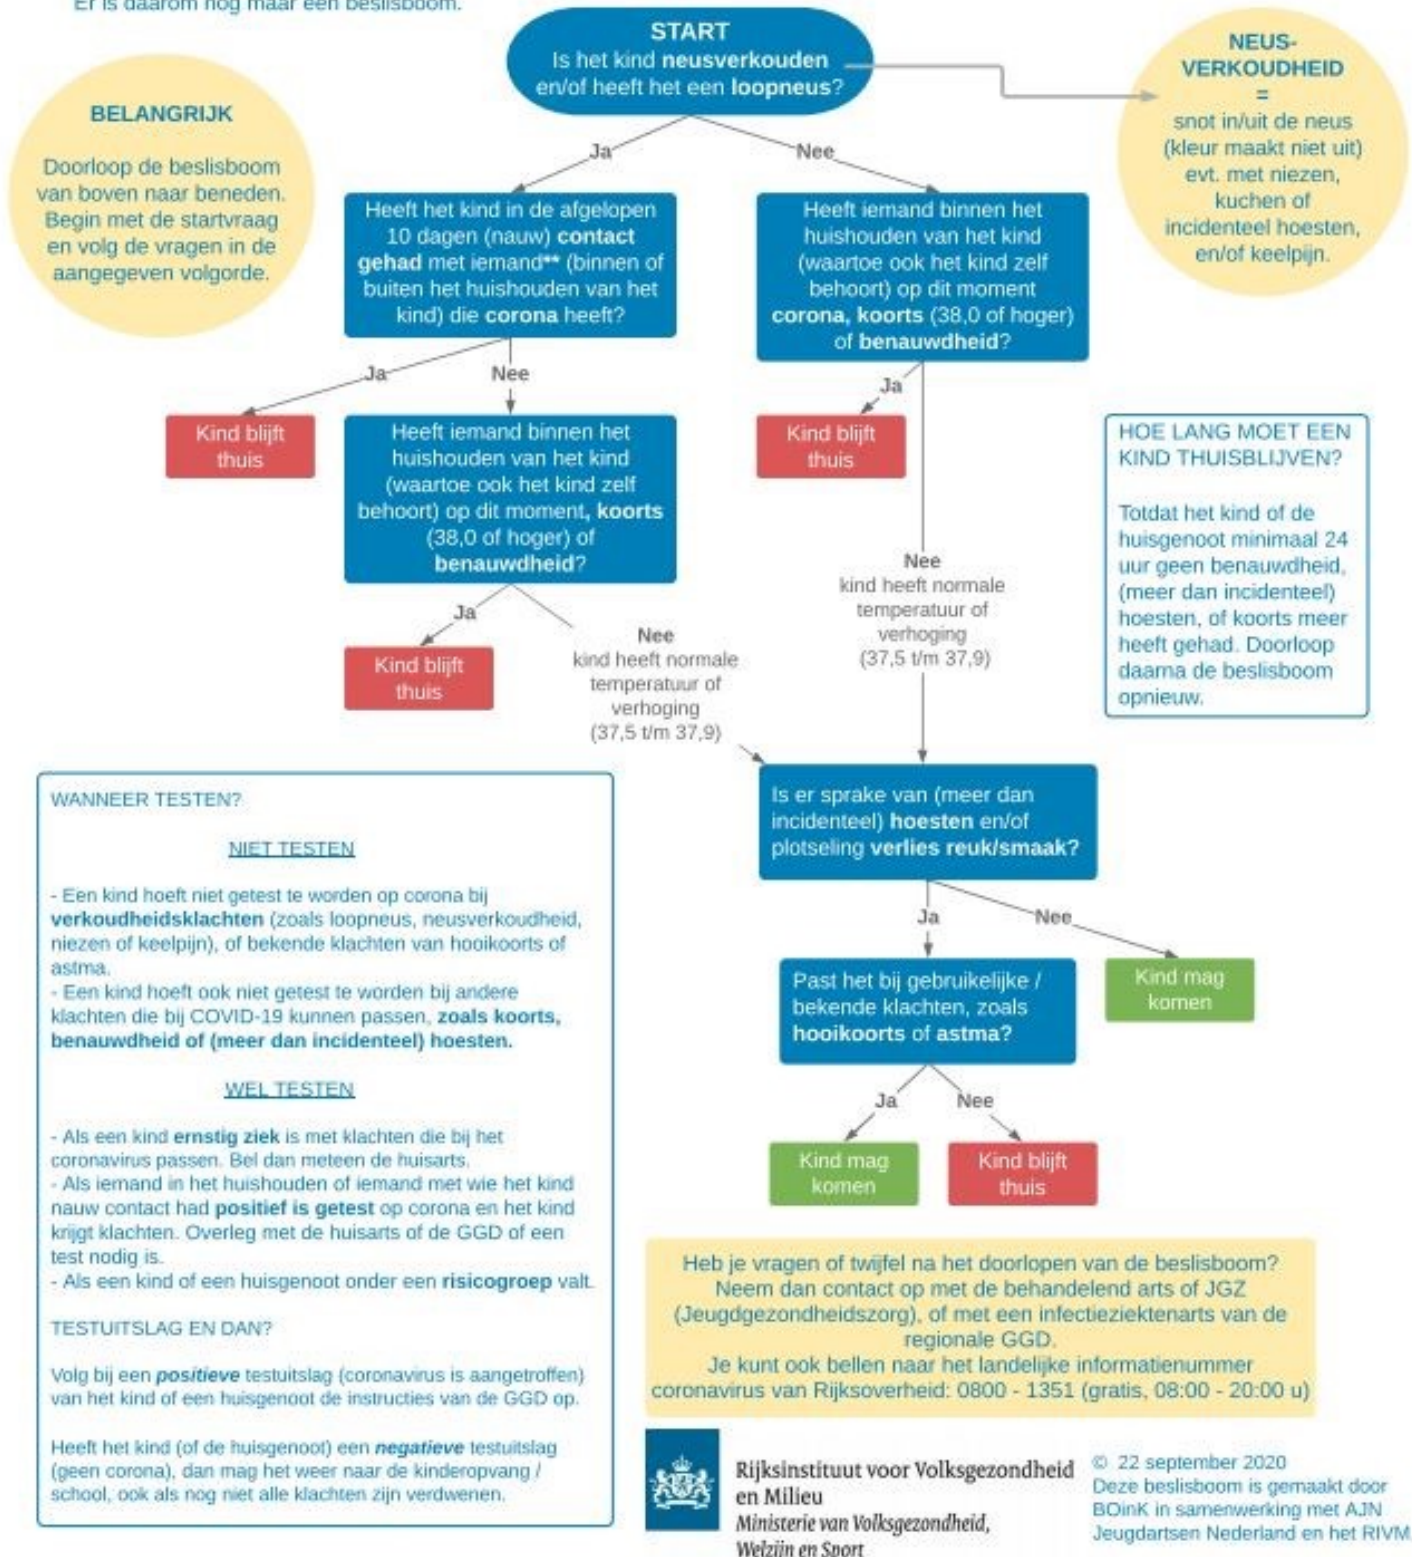 Er is daarom nog maar één beslisboom.
START
Is het kind neusverkouden
en/of heeft het een loopneus?
NEUS-
VERKOUDHEID
=
snot in/uit de neus
(kleur maakt niet uit)
evt. met niezen,
kuchen of
incidenteel hoesten,
en/of keelpijn.
BELANGRIJK
Doorloop de beslisboom
van boven naar beneden.
Begin met de startvraag
en volg de vragen in de
aangegeven volgorde.
Ja
Nee
Heeft het kind in de afgelopen
10 dagen (nauw) contact
gehad met iemand** (binnen of
buiten het huishouden van het
kind) die corona heeft?
Heeft iemand binnen het
huishouden van het kind
(waartoe ook het kind zelf
behoort) op dit moment
corona, koorts (38,0 of hoger)
of benauwdheid?
Ja
Nee
Ja
Kind blijft
thuis
Heeft iemand binnen het
huishouden van het kind
(waartoe ook het kind zelf
behoort) op dit moment, koorts
(38,0 of hoger) of
benauwdheid?
Kind blijft
thuis
HOE LANG MOET EEN
KIND THUISBLIJVEN?
Totdat het kind of de
huisgenoot minimaal 24
uur geen benauwdheid,
(meer dan incidenteel)
hoesten, of koorts meer
heeft gehad. Doorloop
daarna de beslisboom
opnieuw.
Nee
kind heeft normale
temperatuur of
verhoging
(37,5 t/m 37,9)
Ja
Kind blijft
thuis
Nee
kind heeft normale
temperatuur of
verhoging
(37,5 t/m 37,9)
Is er sprake van (meer dan
incidenteel) hoesten en/of
plotseling verlies reuk/smaak?
Ja
Nee
Past het bij gebruikelijke /
bekende klachten, zoals
hooikoorts of astma?
Kind mag
komen
Ja
Nee
Kind mag
komen
Kind blijft
thuis
WANNEER TESTEN?
NIET TESTEN
- Een kind hoeft niet getest te worden op corona bij
verkoudheidsklachten (zoals loopneus, neusverkoudheid,
niezen of keelpijn), of bekende klachten van hooikoorts of
astma.
- Een kind hoeft ook niet getest te worden bij andere
klachten die bij COVID-19 kunnen passen, zoals koorts,
benauwdheid of (meer dan incidenteel) hoesten.
WEL TESTEN
- Als een kind ernstig ziek is met klachten die bij het
coronavirus passen. Bel dan meteen de huisarts.
- Als iemand in het huishouden of iemand met wie het kind
nauw contact had positief is getest op corona en het kind
krijgt klachten. Overleg met de huisarts of de GGD of een
test nodig is.
- Als een kind of een huisgenoot onder een risicogroep valt.
TESTUITSLAG EN DAN?
Volg bij een positieve testuitslag (coronavirus is aangetroffen)
van het kind of een huisgenoot de instructies van de GGD op.
Heeft het kind (of de huisgenoot) een negatieve testuitslag
(geen corona), dan mag het weer naar de kinderopvang /
school, ook als nog niet alle klachten zijn verdwenen.
Heb je vragen of twijfel na het doorlopen van de beslisboom?
Neem dan contact op met de behandelend arts of JGZ
(Jeugdgezondheidszorg), of met een infectieziektenarts van de
regionale GGD.
Je kunt ook bellen naar het landelijke informatienummer
coronavirus van Rijksoverheid: 0800 - 1351 (gratis, 08:00 - 20:00 u)
Rijksinstituut voor Volksgezondheid
en Milieu
Ministerie van Volksgezondheid,
Welzijn en Sport
© 22 september 2020
Deze beslisboom is gemaakt door
BOinK in samenwerking met AJN
Jeugdartsen Nederland en het RIVM